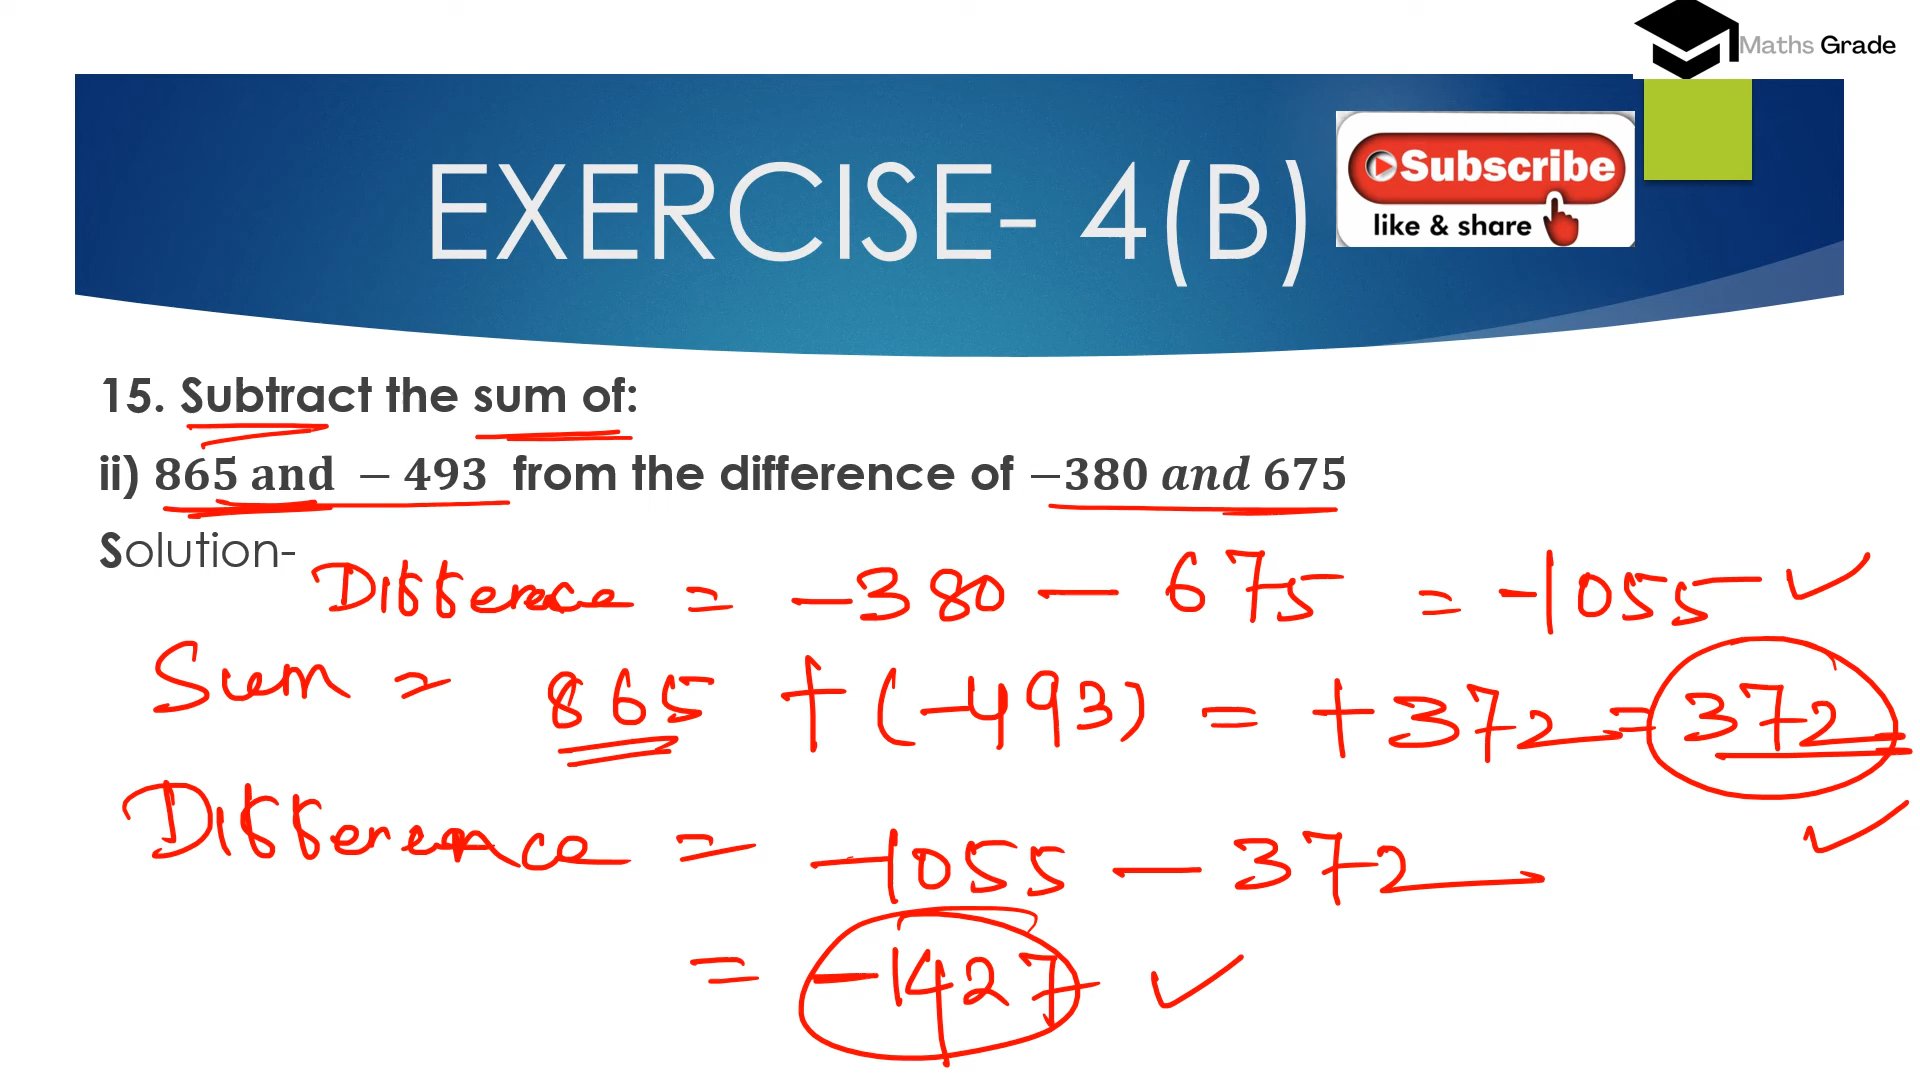 Maths Grade
EXERCISE- 4(B)
Subscribe
like & share
15. Subtract the sum of:
ii) 865 and − 493 from the difference of −380 and 675
Solution-
Difference = −380 − 675 = −1055
Sum = 865 + (−493) = +372 = 372
Difference = −1055 − 372
= −1427